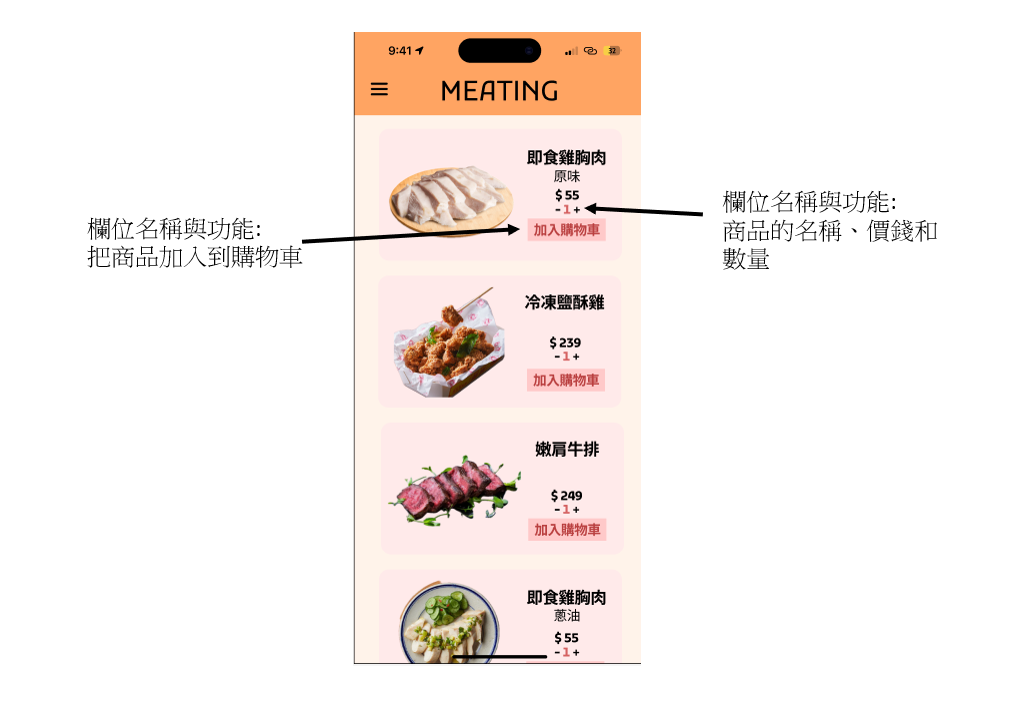 9:41
32
MEATING
即食雞胸肉
原味
$ 55
- 1 +
加入購物車
欄位名稱與功能:
把商品加入到購物車
欄位名稱與功能:
商品的名稱、價錢和
數量
冷凍鹽酥雞
$ 239
- 1 +
加入購物車
嫩肩牛排
$ 249
- 1 +
加入購物車
即食雞胸肉
蔥油
$ 55
- 1 +